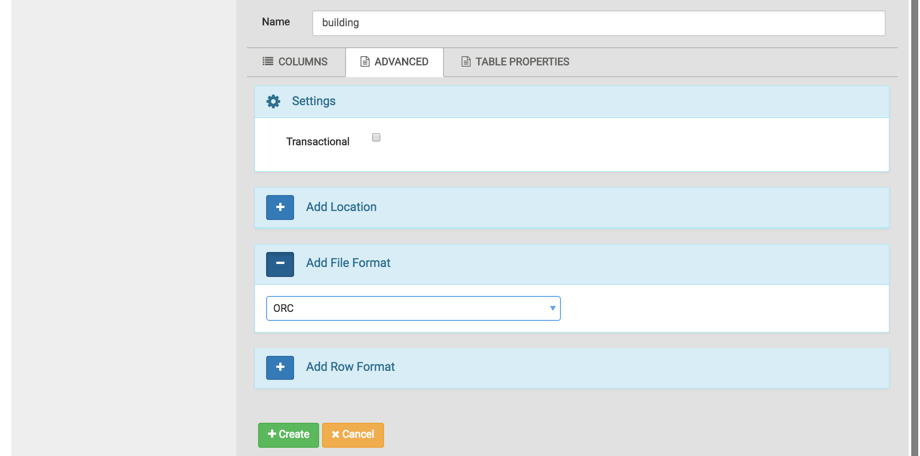 Name building
COLUMNS ADVANCED TABLE PROPERTIES
Settings
Transactional
+ Add Location
− Add File Format
ORC
+ Add Row Format
+ Create × Cancel